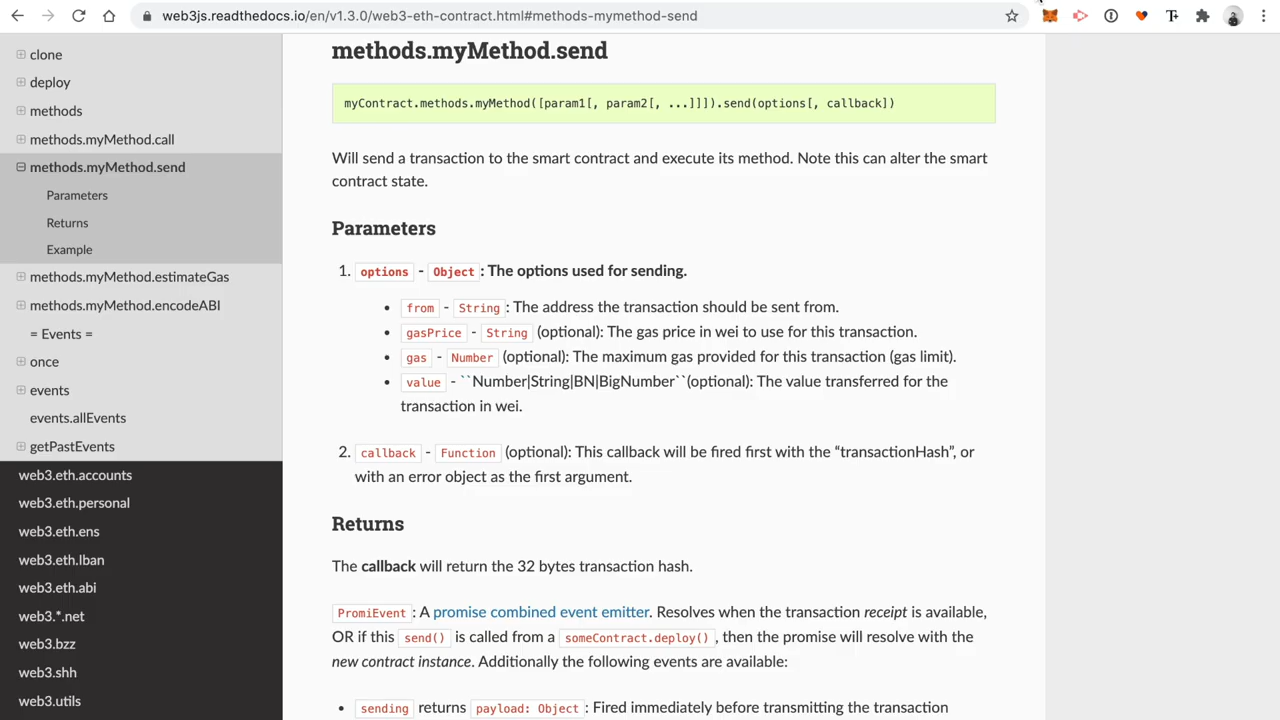 web3js.readthedocs.io/en/v1.3.0/web3-eth-contract.html#methods-mymethod-send
clone
deploy
methods
methods.myMethod.call
methods.myMethod.send
Parameters
Returns
Example
methods.myMethod.estimateGas
methods.myMethod.encodeABI
= Events =
once
events
events.allEvents
getPastEvents
web3.eth.accounts
web3.eth.personal
web3.eth.ens
web3.eth.Iban
web3.eth.abi
web3.*.net
web3.bzz
web3.shh
web3.utils
methods.myMethod.send
myContract.methods.myMethod([param1[, param2[, ...]]]).send(options[, callback])
Will send a transaction to the smart contract and execute its method. Note this can alter the smart
contract state.
Parameters
1. options - Object : The options used for sending.
• from - String : The address the transaction should be sent from.
• gasPrice - String (optional): The gas price in wei to use for this transaction.
• gas - Number (optional): The maximum gas provided for this transaction (gas limit).
• value - ``Number|String|BN|BigNumber``(optional): The value transferred for the
transaction in wei.
2. callback - Function (optional): This callback will be fired first with the “transactionHash”, or
with an error object as the first argument.
Returns
The callback will return the 32 bytes transaction hash.
PromiEvent : A promise combined event emitter. Resolves when the transaction receipt is available,
OR if this send() is called from a someContract.deploy() , then the promise will resolve with the
new contract instance. Additionally the following events are available:
• sending returns payload: Object : Fired immediately before transmitting the transaction